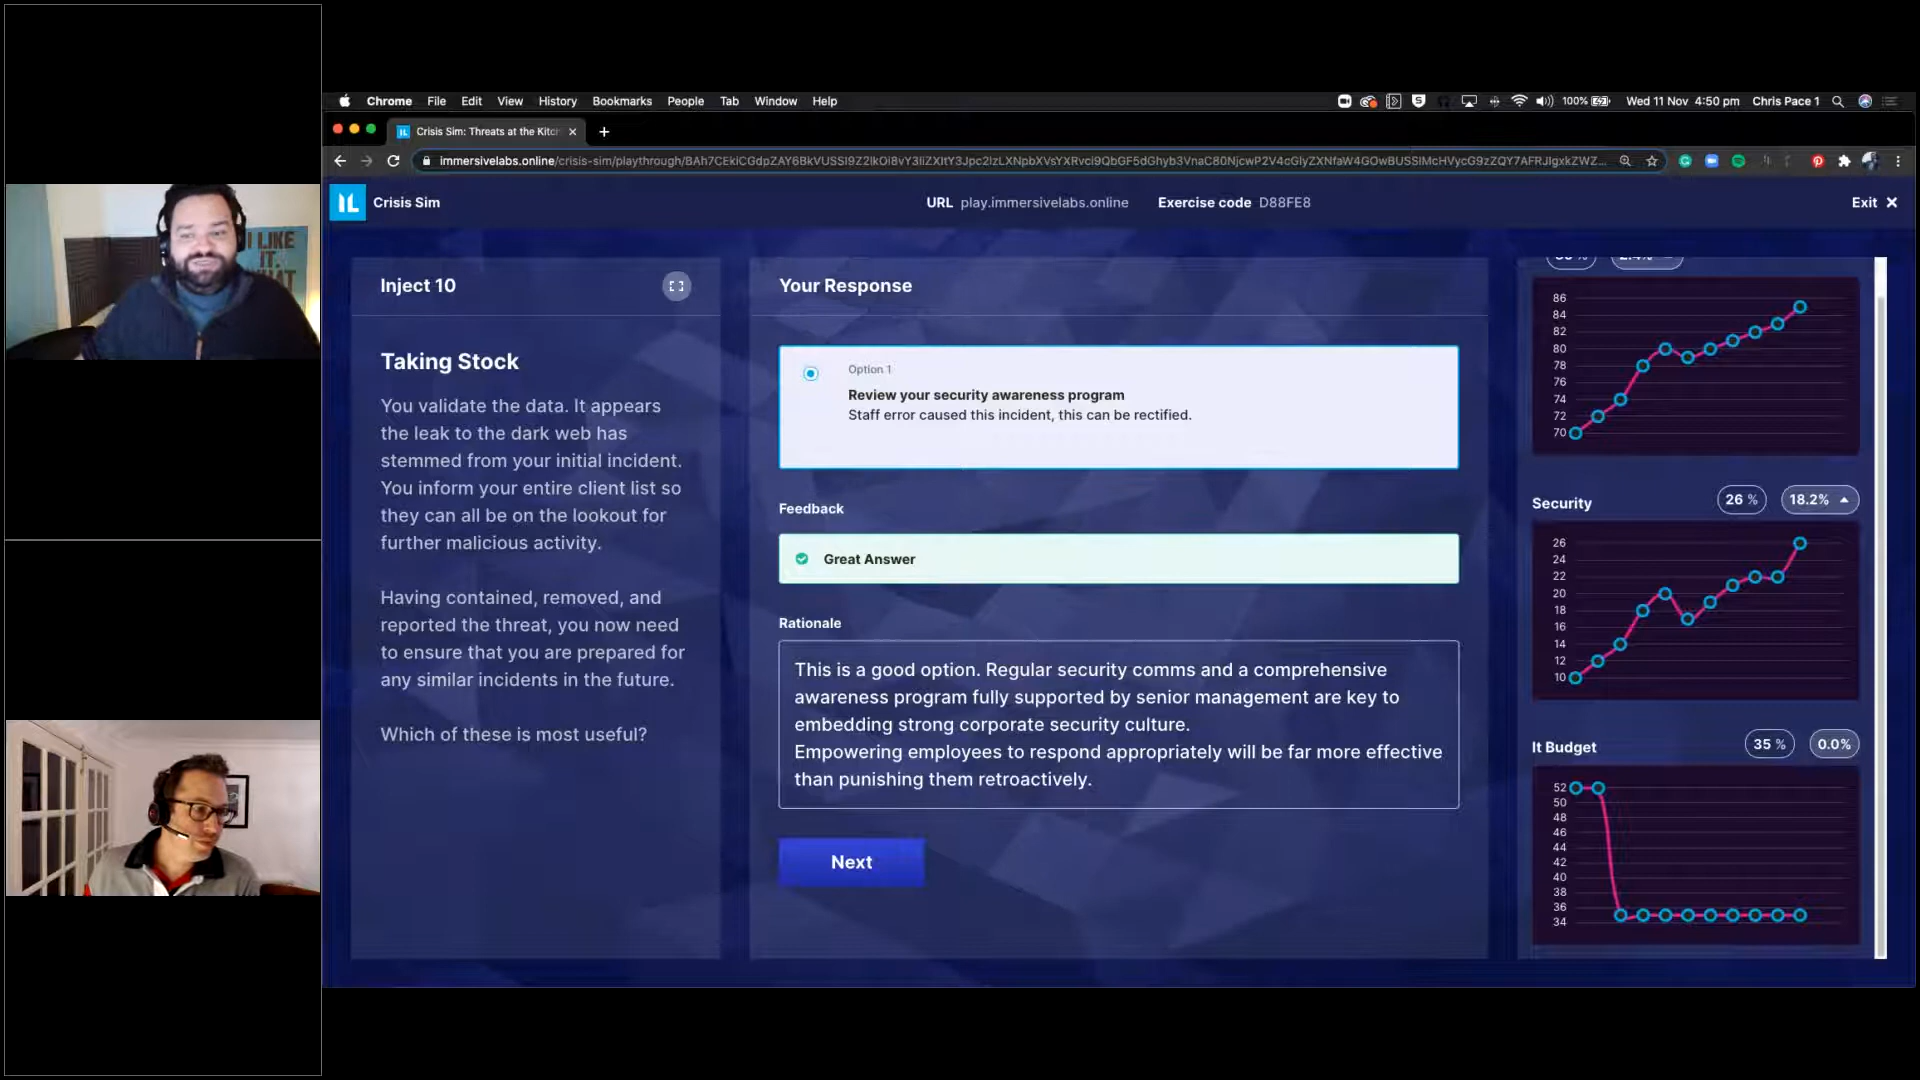 I LIKE
IT.
WHAT
Chrome File Edit View History Bookmarks People Tab Window Help
100% Wed 11 Nov 4:50 pm Chris Pace 1
Crisis Sim: Threats at the Kitch
immersivelabs.online
IL Crisis Sim
URL play.immersivelabs.online Exercise code D88FE8
Exit
Inject 10
Taking Stock
You validate the data. It appears
the leak to the dark web has
stemmed from your initial incident.
You inform your entire client list so
they can all be on the lookout for
further malicious activity.
Having contained, removed, and
reported the threat, you now need
to ensure that you are prepared for
any similar incidents in the future.
Which of these is most useful?
Your Response
Option 1
Review your security awareness program
Staff error caused this incident, this can be rectified.
Feedback
Great Answer
Rationale
This is a good option. Regular security comms and a comprehensive
awareness program fully supported by senior management are key to
embedding strong corporate security culture.
Empowering employees to respond appropriately will be far more effective
than punishing them retroactively.
Next
86
84
82
80
78
76
74
72
70
Security 26 % 18.2%
26
24
22
20
18
16
14
12
10
It Budget 35 % 0.0%
52
50
48
46
44
42
40
38
36
34